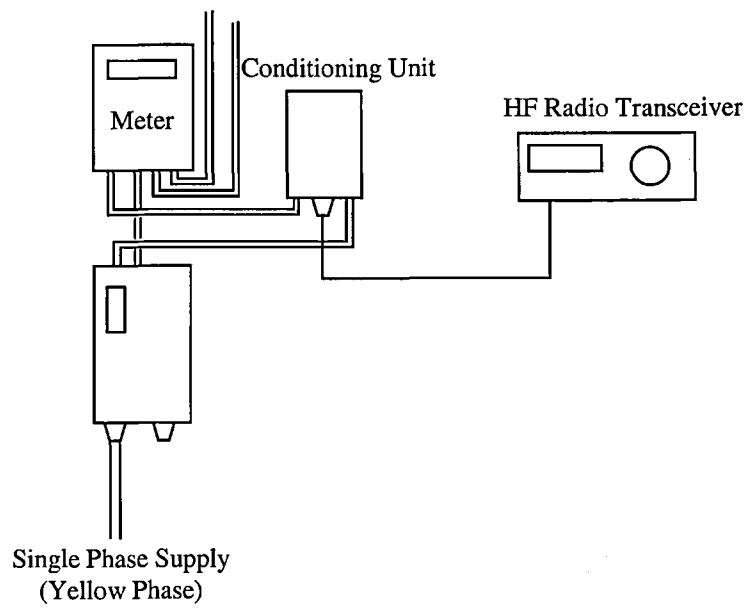 Conditioning Unit
Meter
HF Radio Transceiver
Single Phase Supply
(Yellow Phase)